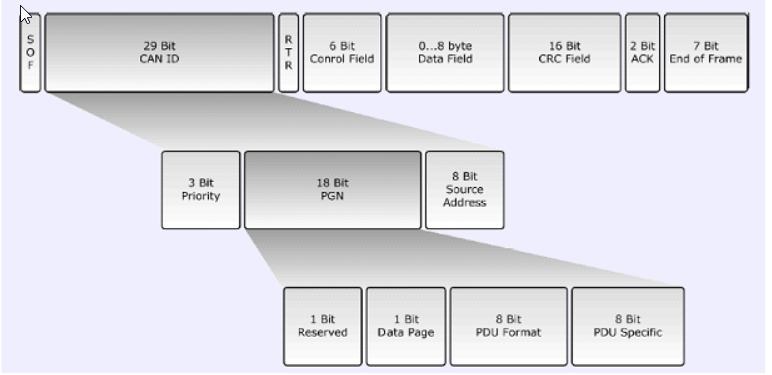 SOF
29 Bit
CAN ID
RTR
6 Bit
Conrol Field
0...8 byte
Data Field
16 Bit
CRC Field
2 Bit
ACK
7 Bit
End of Frame
3 Bit
Priority
18 Bit
PGN
8 Bit
Source
Address
1 Bit
Reserved
1 Bit
Data Page
8 Bit
PDU Format
8 Bit
PDU Specific